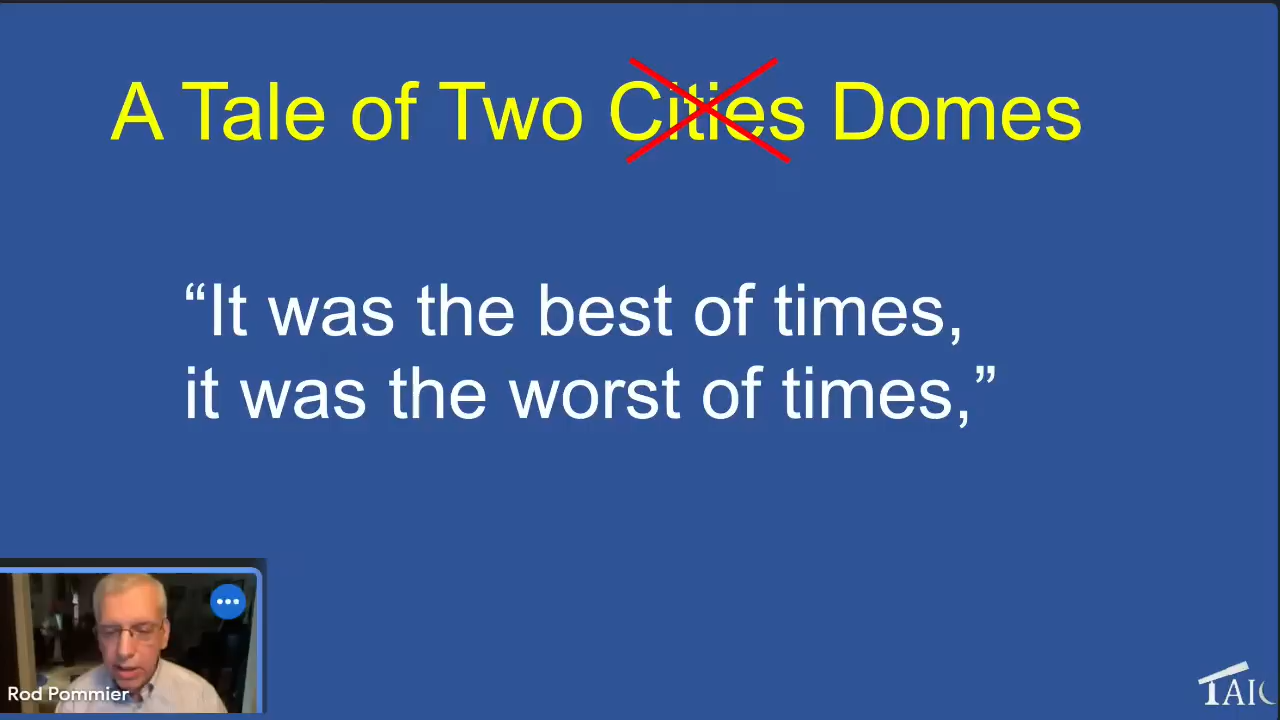 A Tale of Two Cities Domes
“It was the best of times,
it was the worst of times,”
Rod Pommier
TAIC